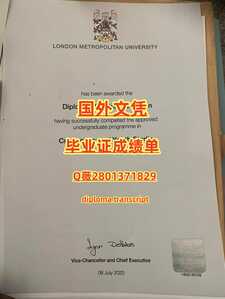 LONDON METROPOLITAN UNIVERSITY
has been awarded the
国外文凭
having successfully completed the approved
undergraduate programme in
毕业证成绩单
Q薇2801371829
diploma transcript
Vice-Chancellor and Chief Executive
08 July 2020